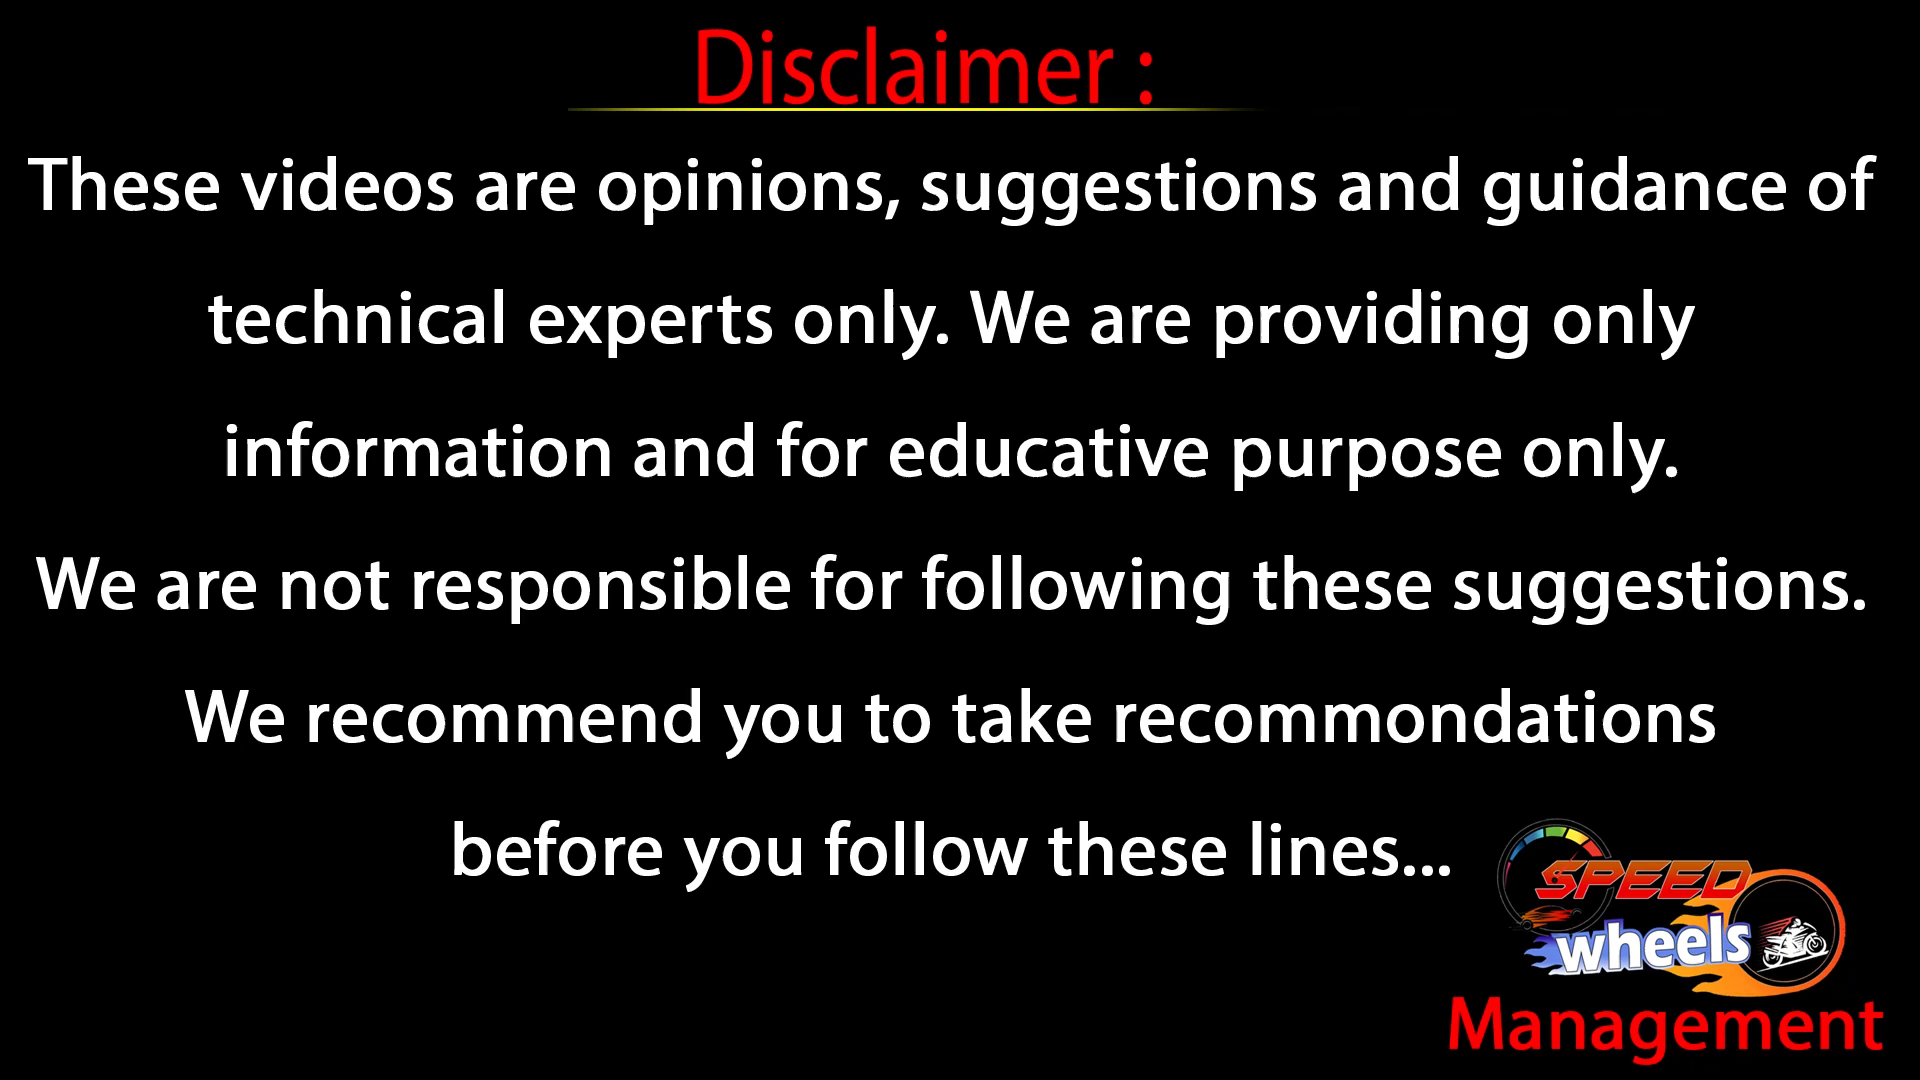 Disclaimer :
These videos are opinions, suggestions and guidance of
technical experts only. We are providing only
information and for educative purpose only.
We are not responsible for following these suggestions.
We recommend you to take recommondations
before you follow these lines...
SPEED
wheels
Management